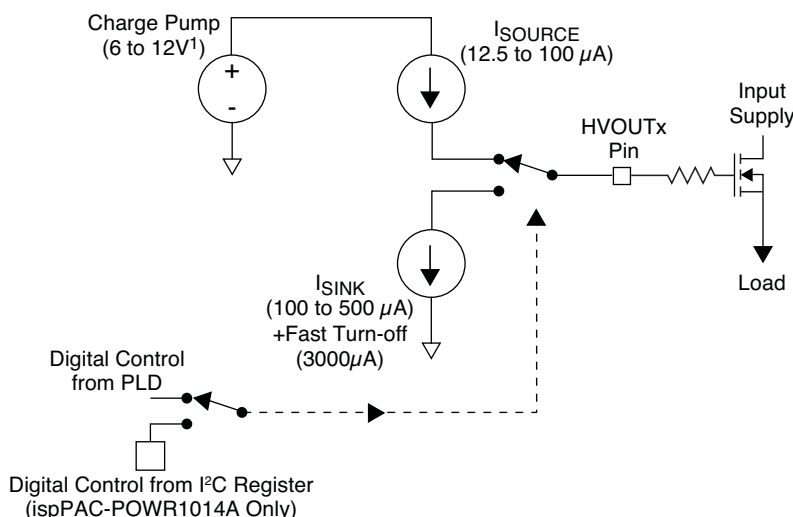 Charge Pump
(6 to 12V¹)
+
-
ISOURCE
(12.5 to 100 µA)
Input
Supply
HVOUTx
Pin
Load
ISINK
(100 to 500 µA)
+Fast Turn-off
(3000µA)
Digital Control
from PLD
Digital Control from I²C Register
(ispPAC-POWR1014A Only)